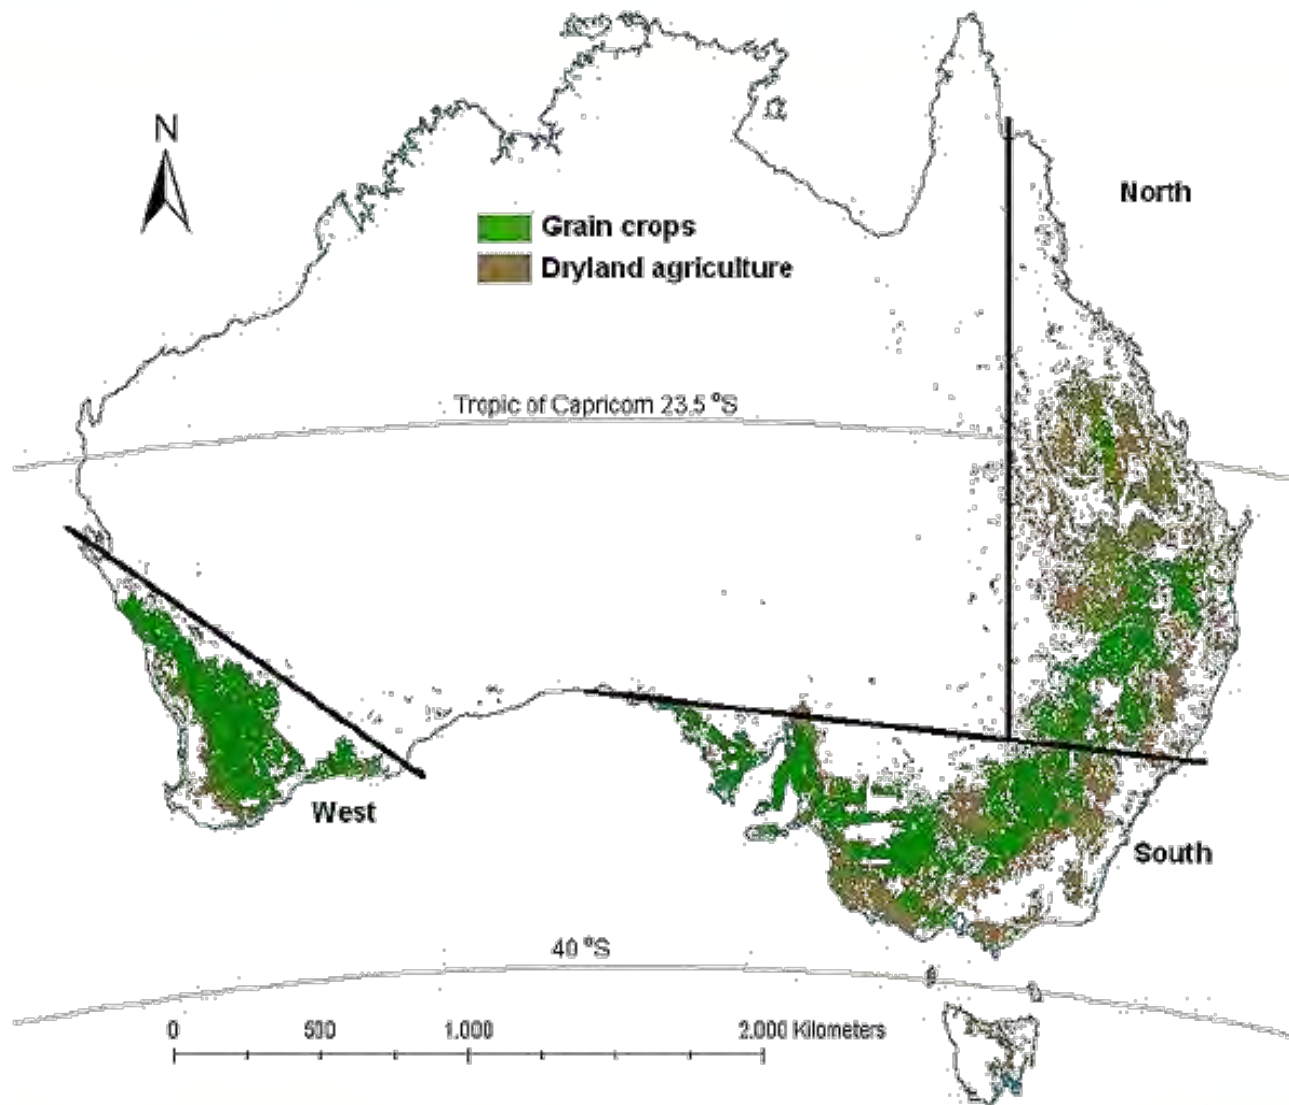 N
North
Grain crops
Dryland agriculture
Tropic of Capricorn 23.5 °S
West
South
40 °S
0 500 1.000 2.000 Kilometers